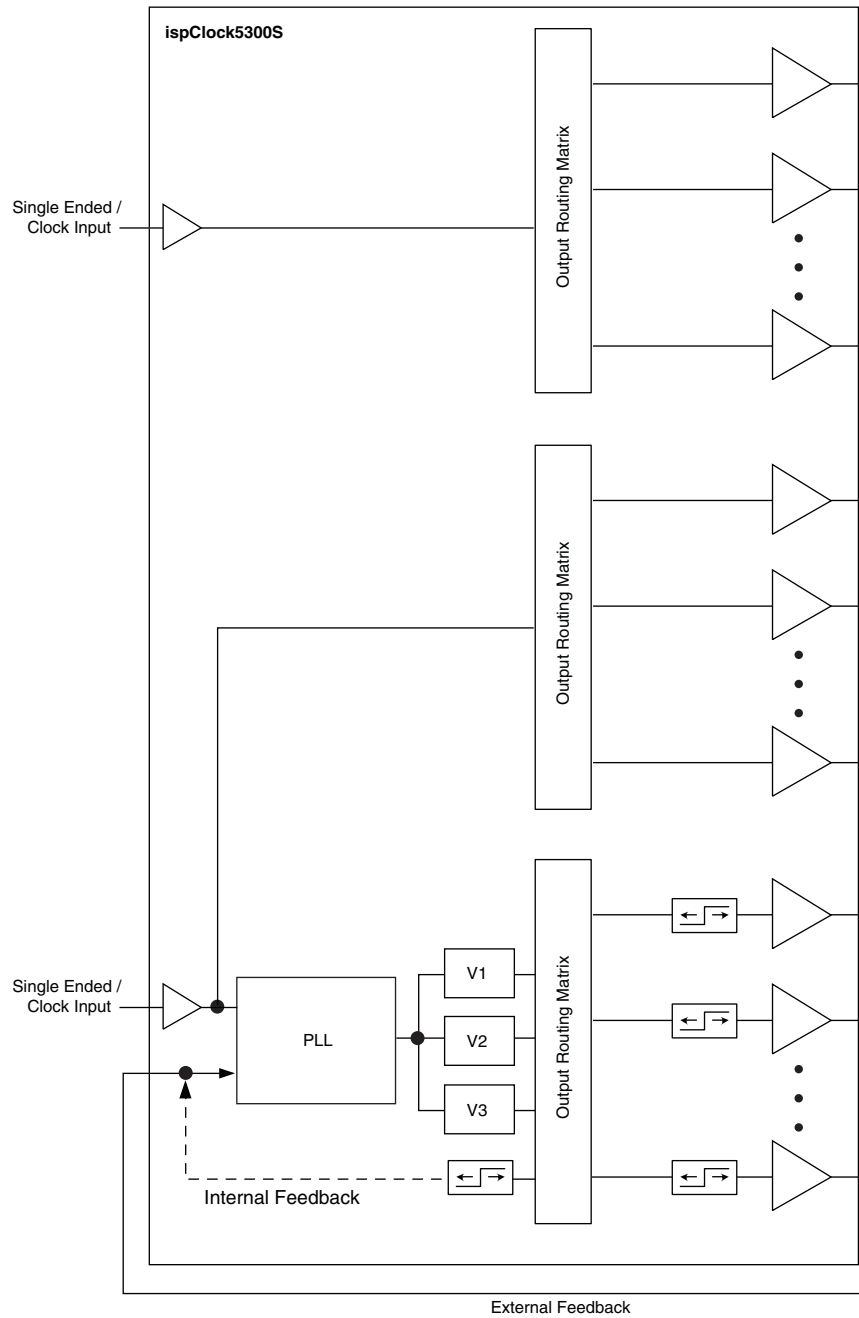 ispClock5300S
Output Routing Matrix
Single Ended /
Clock Input
Output Routing Matrix
Single Ended /
Clock Input
PLL
V1
V2
V3
Output Routing Matrix
Internal Feedback
External Feedback